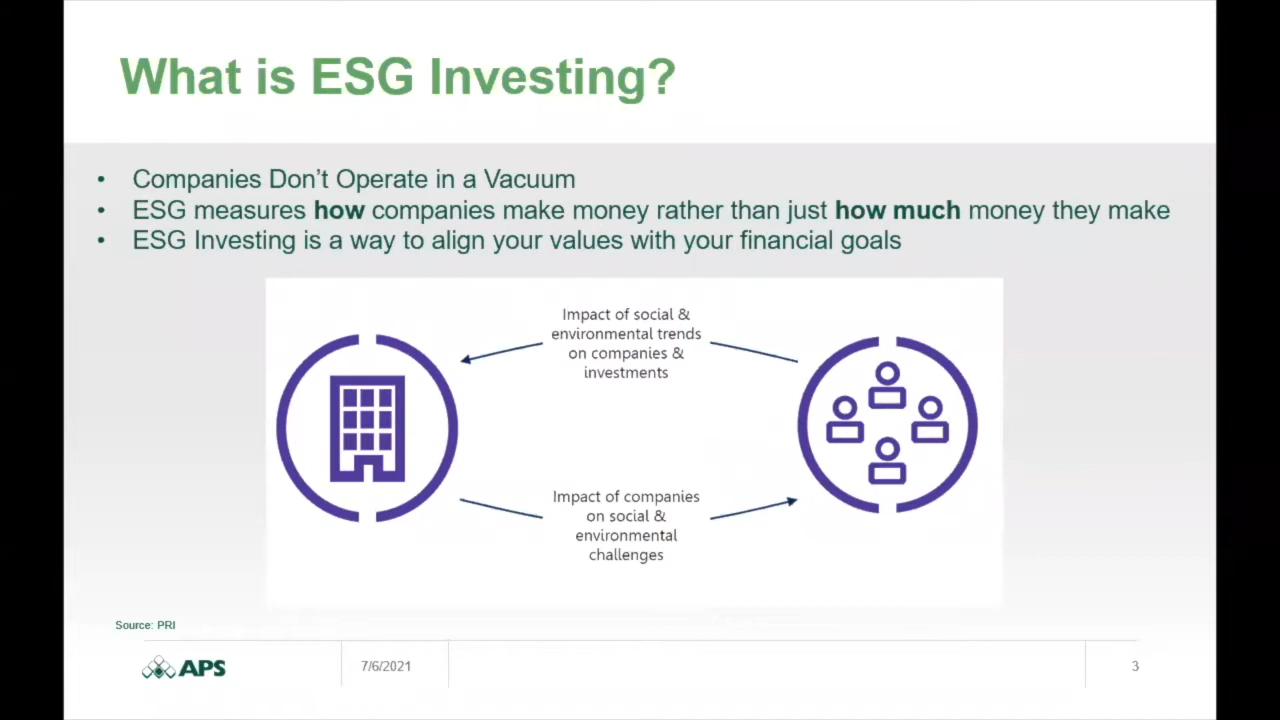 What is ESG Investing?
• Companies Don’t Operate in a Vacuum
• ESG measures how companies make money rather than just how much money they make
• ESG Investing is a way to align your values with your financial goals
Impact of social &
environmental trends
on companies &
investments
Impact of companies
on social &
environmental
challenges
Source: PRI
APS
7/6/2021
3